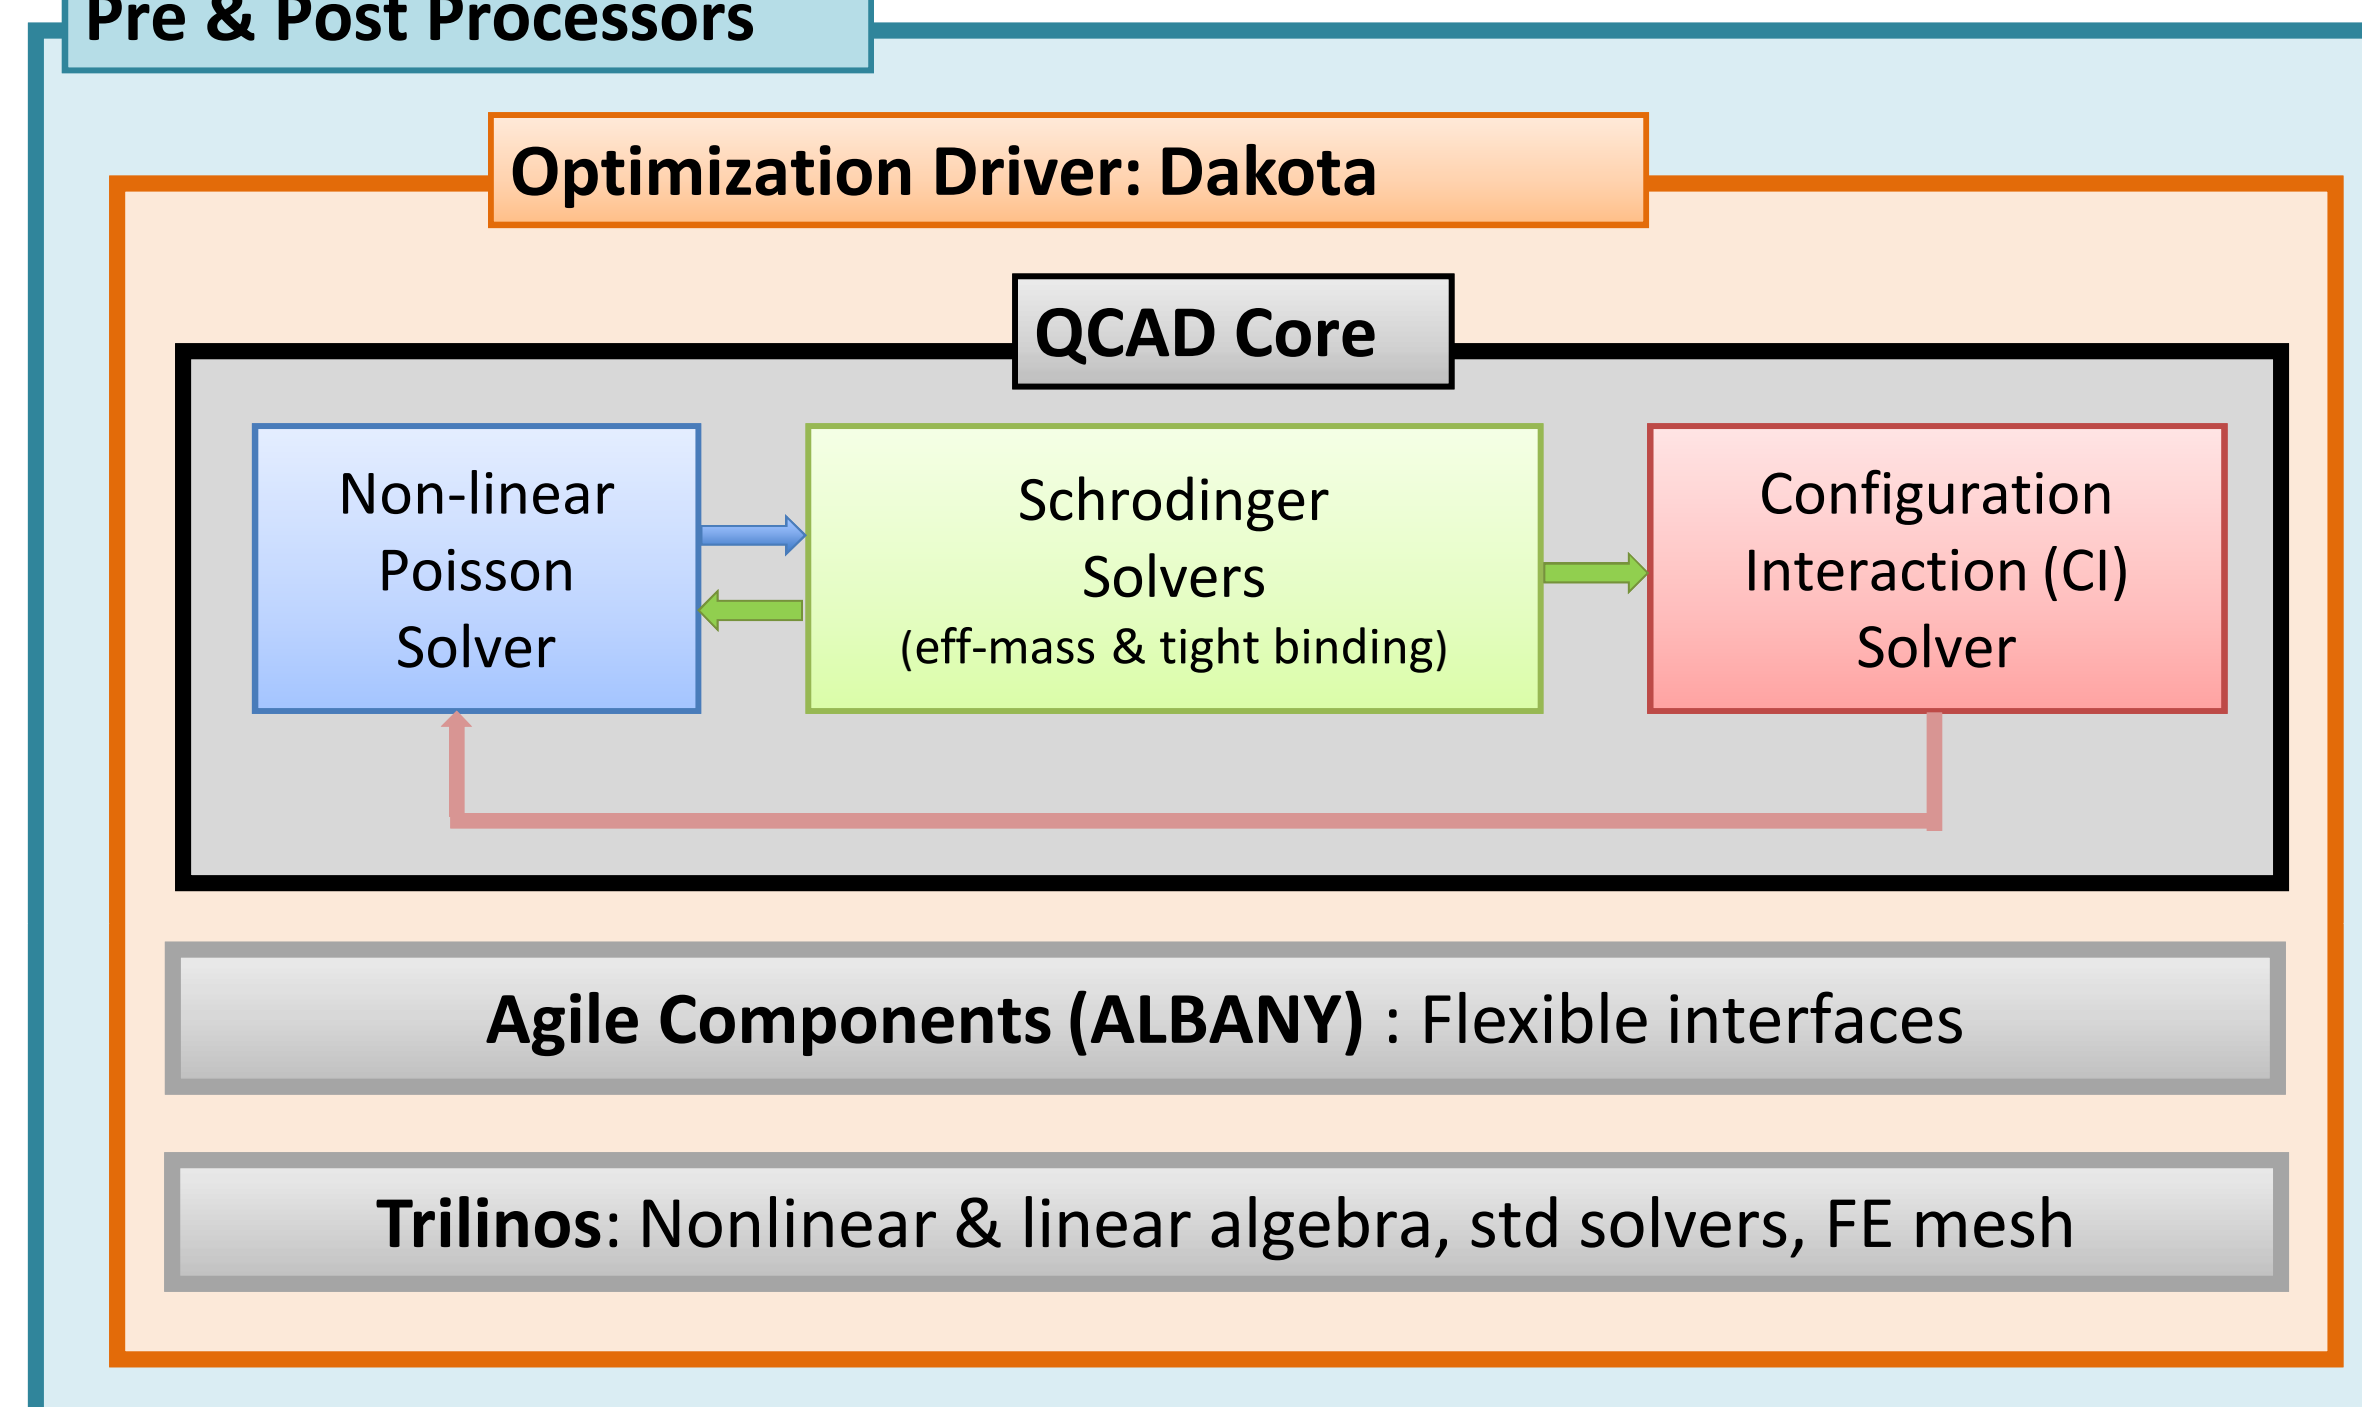 Pre & Post Processors
Optimization Driver: Dakota
QCAD Core
Non-linear
Poisson
Solver
Schrodinger
Solvers
(eff-mass & tight binding)
Configuration
Interaction (CI)
Solver
Agile Components (ALBANY) : Flexible interfaces
Trilinos: Nonlinear & linear algebra, std solvers, FE mesh